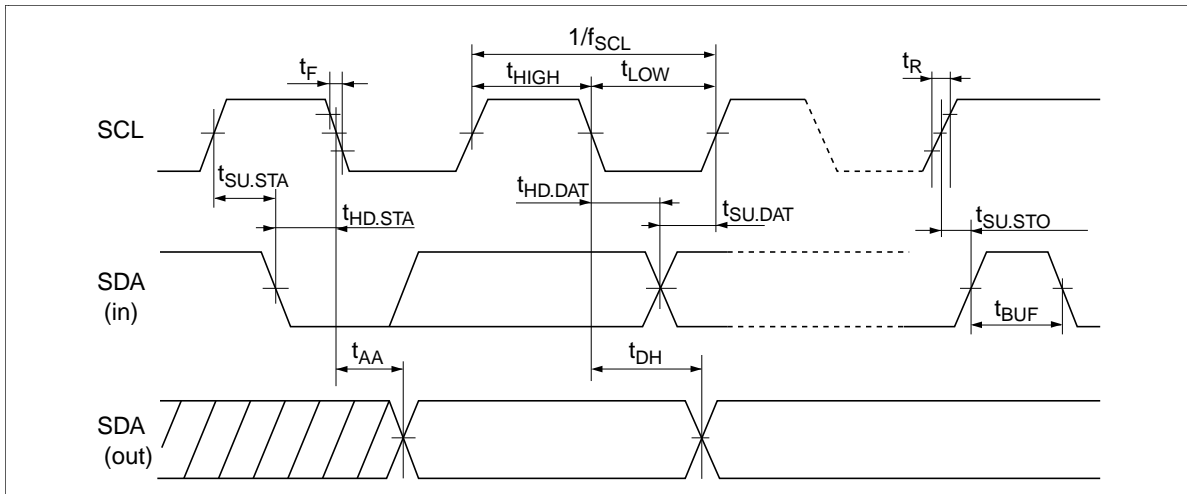 1/fSCL
tF
tHIGH
tLOW
tR
SCL
tSU.STA
tHD.DAT
tHD.STA
tSU.DAT
tSU.STO
SDA
(in)
tBUF
tAA
tDH
SDA
(out)